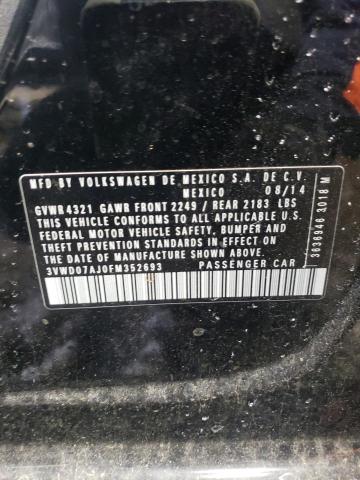 MFD BY VOLKSWAGEN DE MEXICO S.A. DE C.V.
MEXICO 08/14
GVWR 4321 GAWR FRONT 2249 / REAR 2183 LBS
THIS VEHICLE CONFORMS TO ALL APPLICABLE U.S.
FEDERAL MOTOR VEHICLE SAFETY, BUMPER AND
THEFT PREVENTION STANDARDS IN EFFECT ON THE
DATE OF MANUFACTURE SHOWN ABOVE.
3VWD07AJ0FM352693 PASSENGER CAR
3636946 3018 M